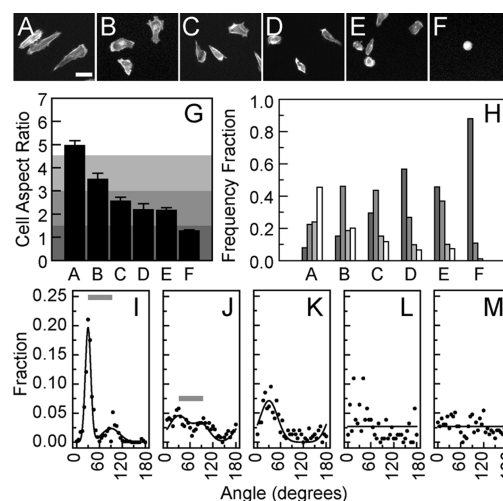 A B C D E F
G
Cell Aspect Ratio
7
6
5
4
3
2
1
0
A B C D E F
H
Frequency Fraction
1.0
0.8
0.6
0.4
0.2
0.0
A B C D E F
I J K L M
Fraction
0.25
0.20
0.15
0.10
0.05
0.00
0 60 120 180 0 60 120 180 0 60 120 180 0 60 120 180 0 60 120 180
Angle (degrees)